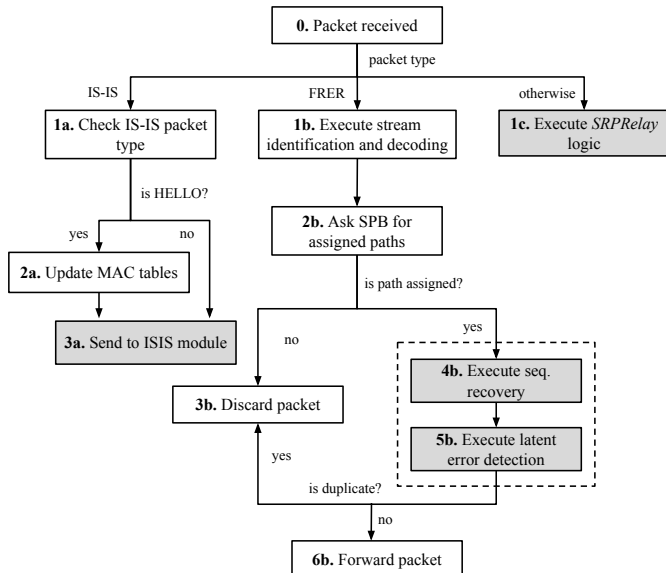 0. Packet received
packet type
IS-IS
FRER
otherwise
1a. Check IS-IS packet
type
1b. Execute stream
identification and decoding
1c. Execute SRPRelay
logic
is HELLO?
yes
no
2b. Ask SPB for
assigned paths
2a. Update MAC tables
is path assigned?
3a. Send to ISIS module
no
yes
4b. Execute seq.
recovery
3b. Discard packet
5b. Execute latent
error detection
yes
is duplicate?
no
6b. Forward packet